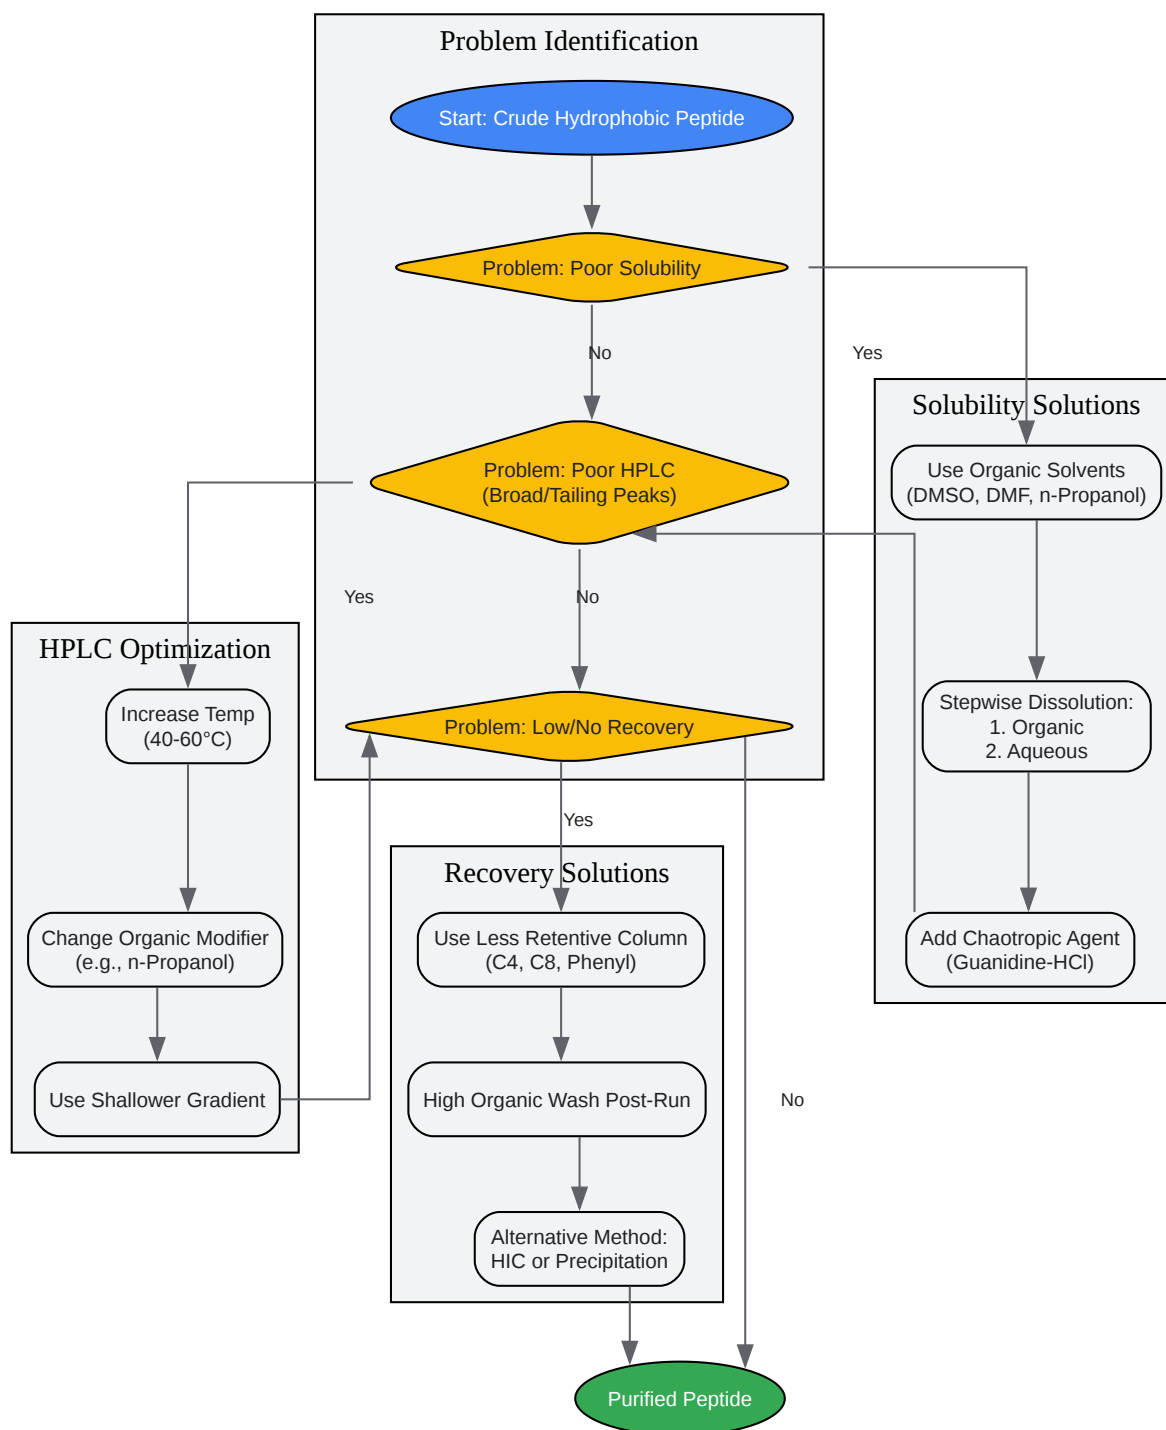 Problem Identification
Start: Crude Hydrophobic Peptide
Problem: Poor Solubility
No
Yes
Solubility Solutions
Use Organic Solvents
(DMSO, DMF, n-Propanol)
Problem: Poor HPLC
(Broad/Tailing Peaks)
Yes
No
HPLC Optimization
Increase Temp
(40-60°C)
Problem: Low/No Recovery
Stepwise Dissolution:
1. Organic
2. Aqueous
Yes
Recovery Solutions
Change Organic Modifier
(e.g., n-Propanol)
Use Less Retentive Column
(C4, C8, Phenyl)
Add Chaotropic Agent
(Guanidine-HCl)
Use Shallower Gradient
High Organic Wash Post-Run
No
Alternative Method:
HIC or Precipitation
Purified Peptide